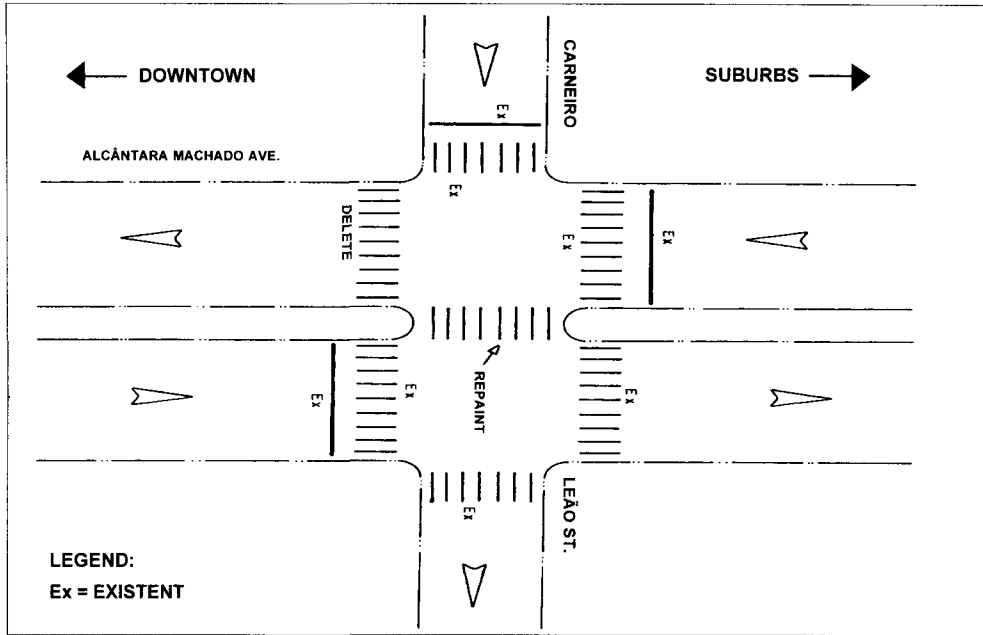 DOWNTOWN
CARNEIRO
SUBURBS
Ex
ALCÂNTARA MACHADO AVE.
Ex
DELETE
Ex
Ex
Ex
Ex
REPAINT
Ex
Ex
LEÃO ST.
LEGEND:
Ex = EXISTENT